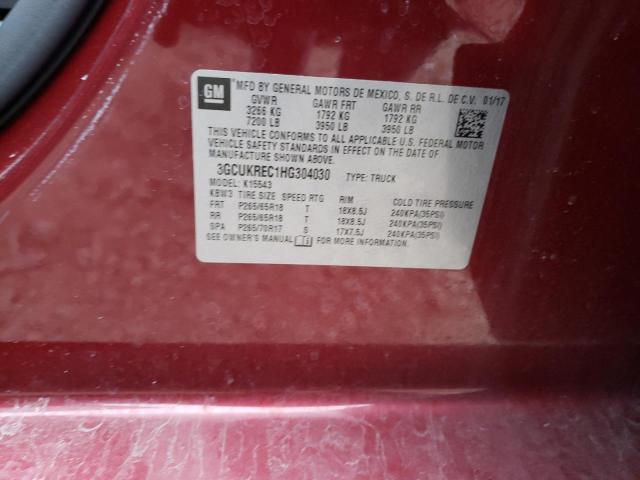 GM MFD BY GENERAL MOTORS DE MEXICO, S. DE R.L. DE C.V. 01/17
GVWR GAWR FRT GAWR RR
3266 KG 1792 KG 1792 KG
7200 LB 3950 LB 3950 LB
THIS VEHICLE CONFORMS TO ALL APPLICABLE U.S. FEDERAL MOTOR
VEHICLE SAFETY STANDARDS IN EFFECT ON THE DATE OF
MANUFACTURE SHOWN ABOVE.
3GCUKREC1HG304030 TYPE: TRUCK
MODEL: K15543
KBW3 TIRE SIZE SPEED RTG RIM COLD TIRE PRESSURE
FRT P265/65R18 T 18X8.5J 240KPA(35PSI)
RR P265/65R18 T 18X8.5J 240KPA(35PSI)
SPA P265/70R17 S 17X7.5J 240KPA(35PSI)
SEE OWNER'S MANUAL FOR MORE INFORMATION.